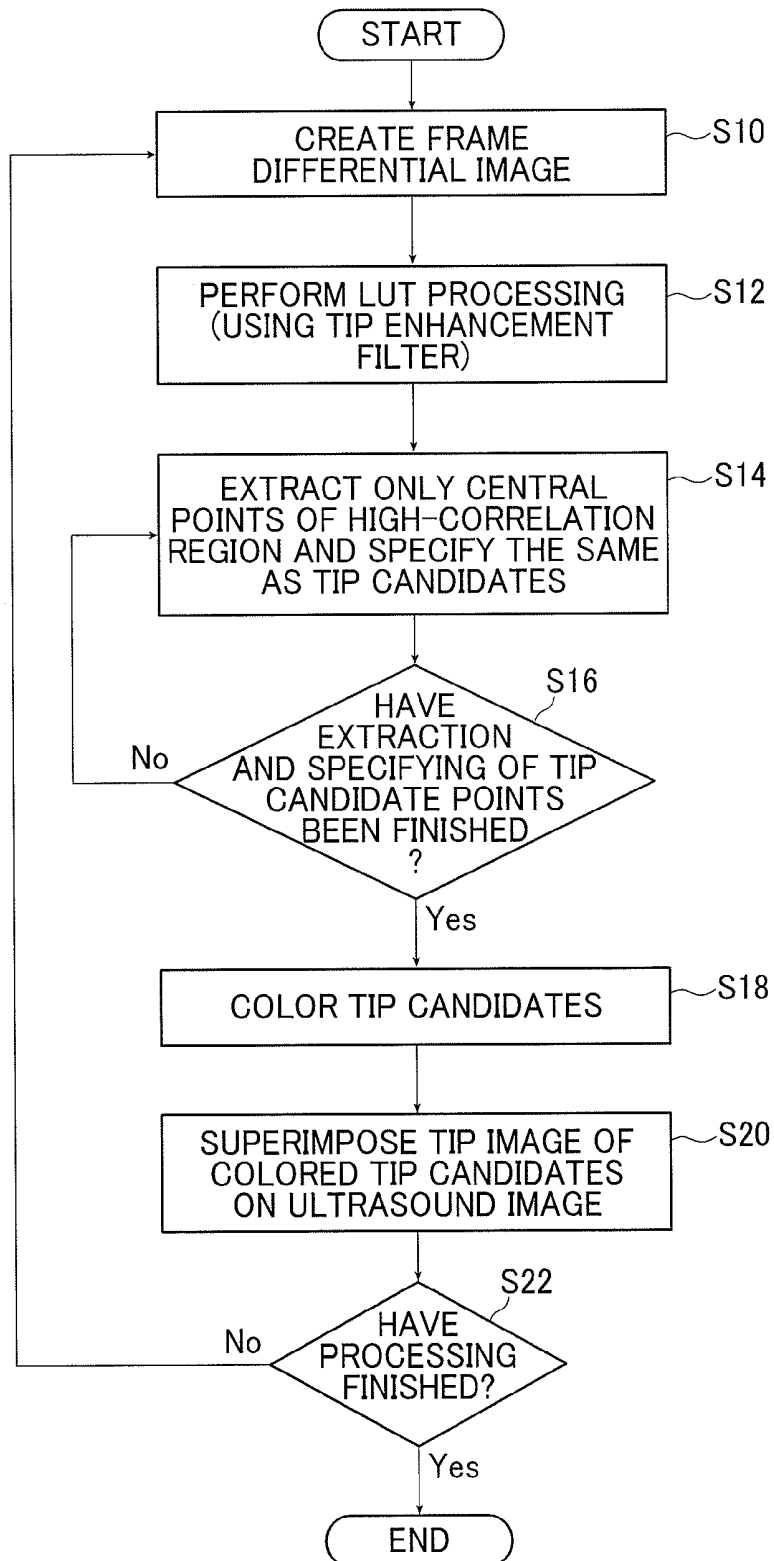 START
CREATE FRAME
DIFFERENTIAL IMAGE
S10
PERFORM LUT PROCESSING
(USING TIP ENHANCEMENT
FILTER)
S12
EXTRACT ONLY CENTRAL
POINTS OF HIGH-CORRELATION
REGION AND SPECIFY THE SAME
AS TIP CANDIDATES
S14
HAVE
EXTRACTION
AND SPECIFYING OF TIP
CANDIDATE POINTS
BEEN FINISHED
?
S16
No
Yes
COLOR TIP CANDIDATES
S18
SUPERIMPOSE TIP IMAGE OF
COLORED TIP CANDIDATES
ON ULTRASOUND IMAGE
S20
HAVE
PROCESSING
FINISHED?
S22
No
Yes
END